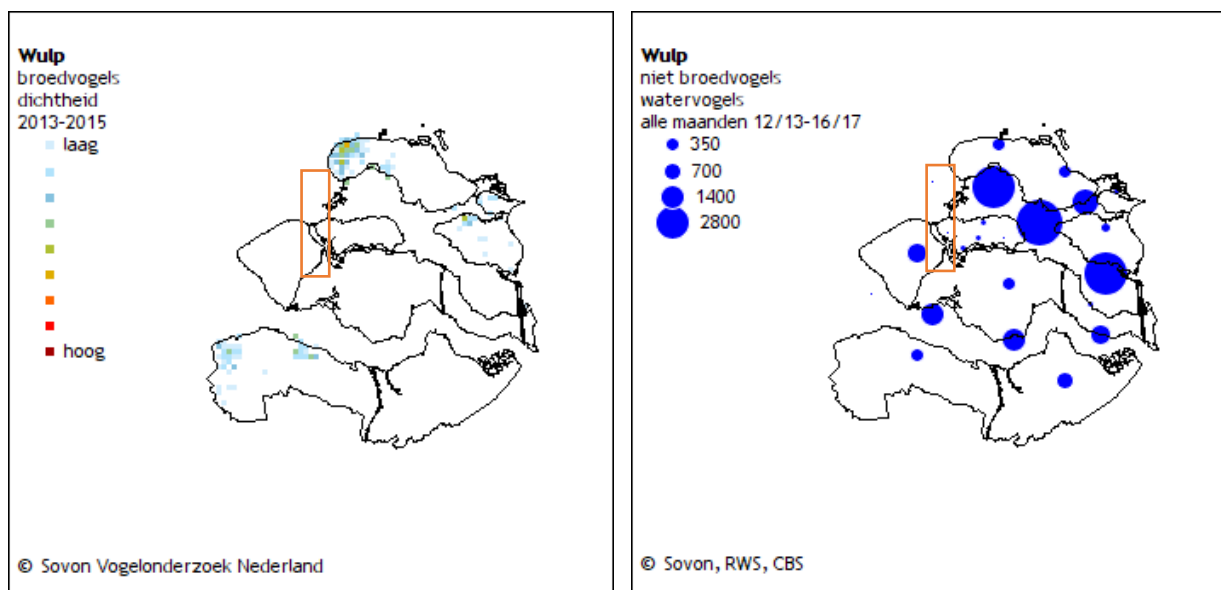 Wulp
broedvogels
dichtheid
2013-2015
laag
hoog
© Sovon Vogelonderzoek Nederland
Wulp
niet broedvogels
watervogels
alle maanden 12/13-16/17
350
700
1400
2800
© Sovon, RWS, CBS